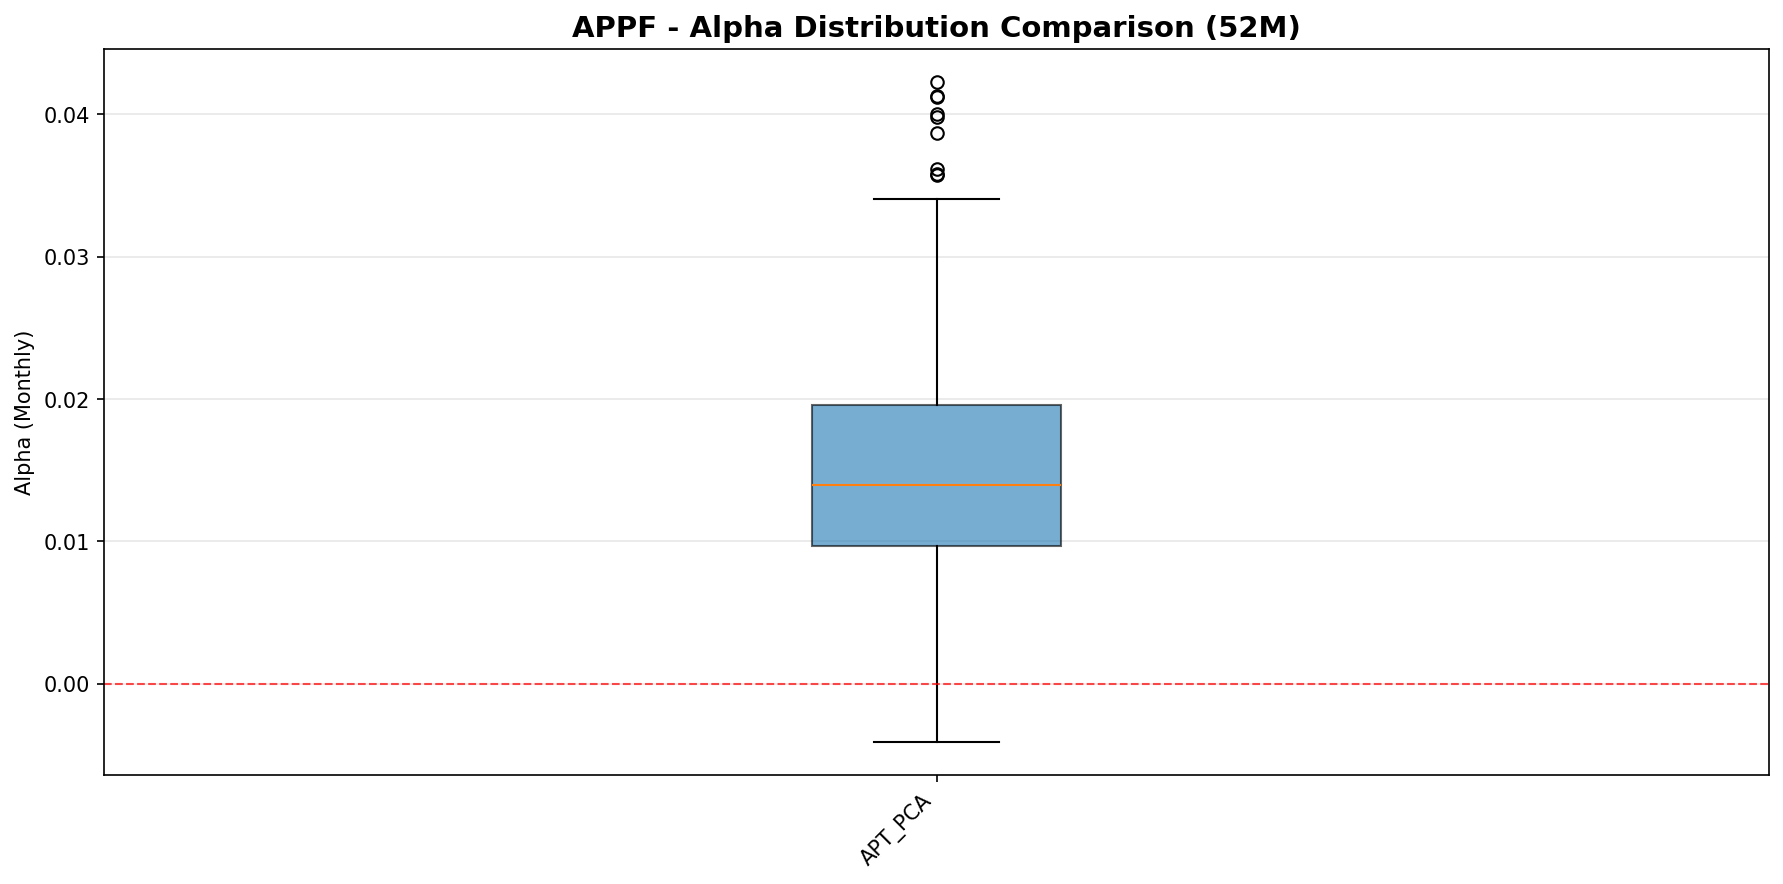 APPF - Alpha Distribution Comparison (52M)
Alpha (Monthly)
0.04
0.03
0.02
0.01
0.00
APT_PCA